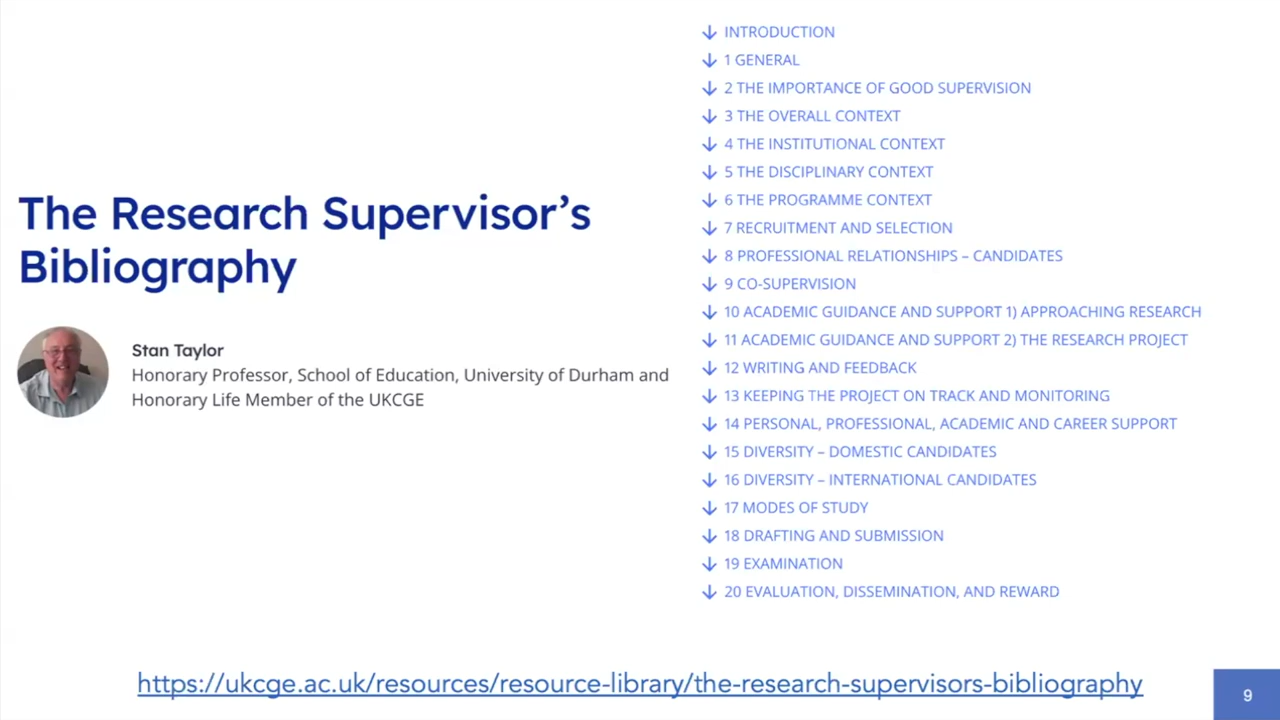 The Research Supervisor's
Bibliography
Stan Taylor
Honorary Professor, School of Education, University of Durham and
Honorary Life Member of the UKCGE
INTRODUCTION
1 GENERAL
2 THE IMPORTANCE OF GOOD SUPERVISION
3 THE OVERALL CONTEXT
4 THE INSTITUTIONAL CONTEXT
5 THE DISCIPLINARY CONTEXT
6 THE PROGRAMME CONTEXT
7 RECRUITMENT AND SELECTION
8 PROFESSIONAL RELATIONSHIPS – CANDIDATES
9 CO-SUPERVISION
10 ACADEMIC GUIDANCE AND SUPPORT 1) APPROACHING RESEARCH
11 ACADEMIC GUIDANCE AND SUPPORT 2) THE RESEARCH PROJECT
12 WRITING AND FEEDBACK
13 KEEPING THE PROJECT ON TRACK AND MONITORING
14 PERSONAL, PROFESSIONAL, ACADEMIC AND CAREER SUPPORT
15 DIVERSITY – DOMESTIC CANDIDATES
16 DIVERSITY – INTERNATIONAL CANDIDATES
17 MODES OF STUDY
18 DRAFTING AND SUBMISSION
19 EXAMINATION
20 EVALUATION, DISSEMINATION, AND REWARD
https://ukcge.ac.uk/resources/resource-library/the-research-supervisors-bibliography
9